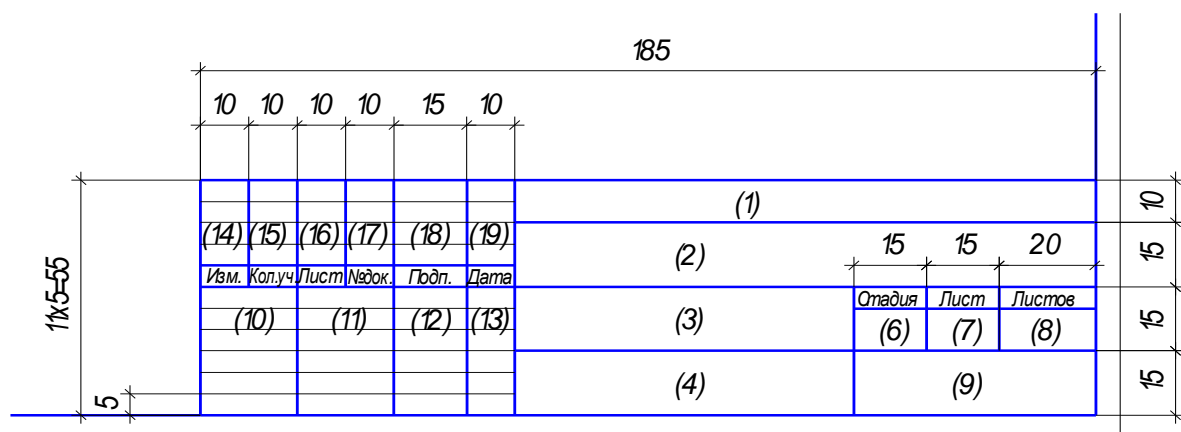 185
10 10 10 10 15 10
(1)
10
(14) (15) (16) (17) (18) (19)
(2)
15 15 20
15
Изм. Кол.уч. Лист №док. Подп. Дата
11х5=55
(10) (11) (12) (13)
(3)
Стадия Лист Листов
(6) (7) (8)
15
5
(4)
(9)
15